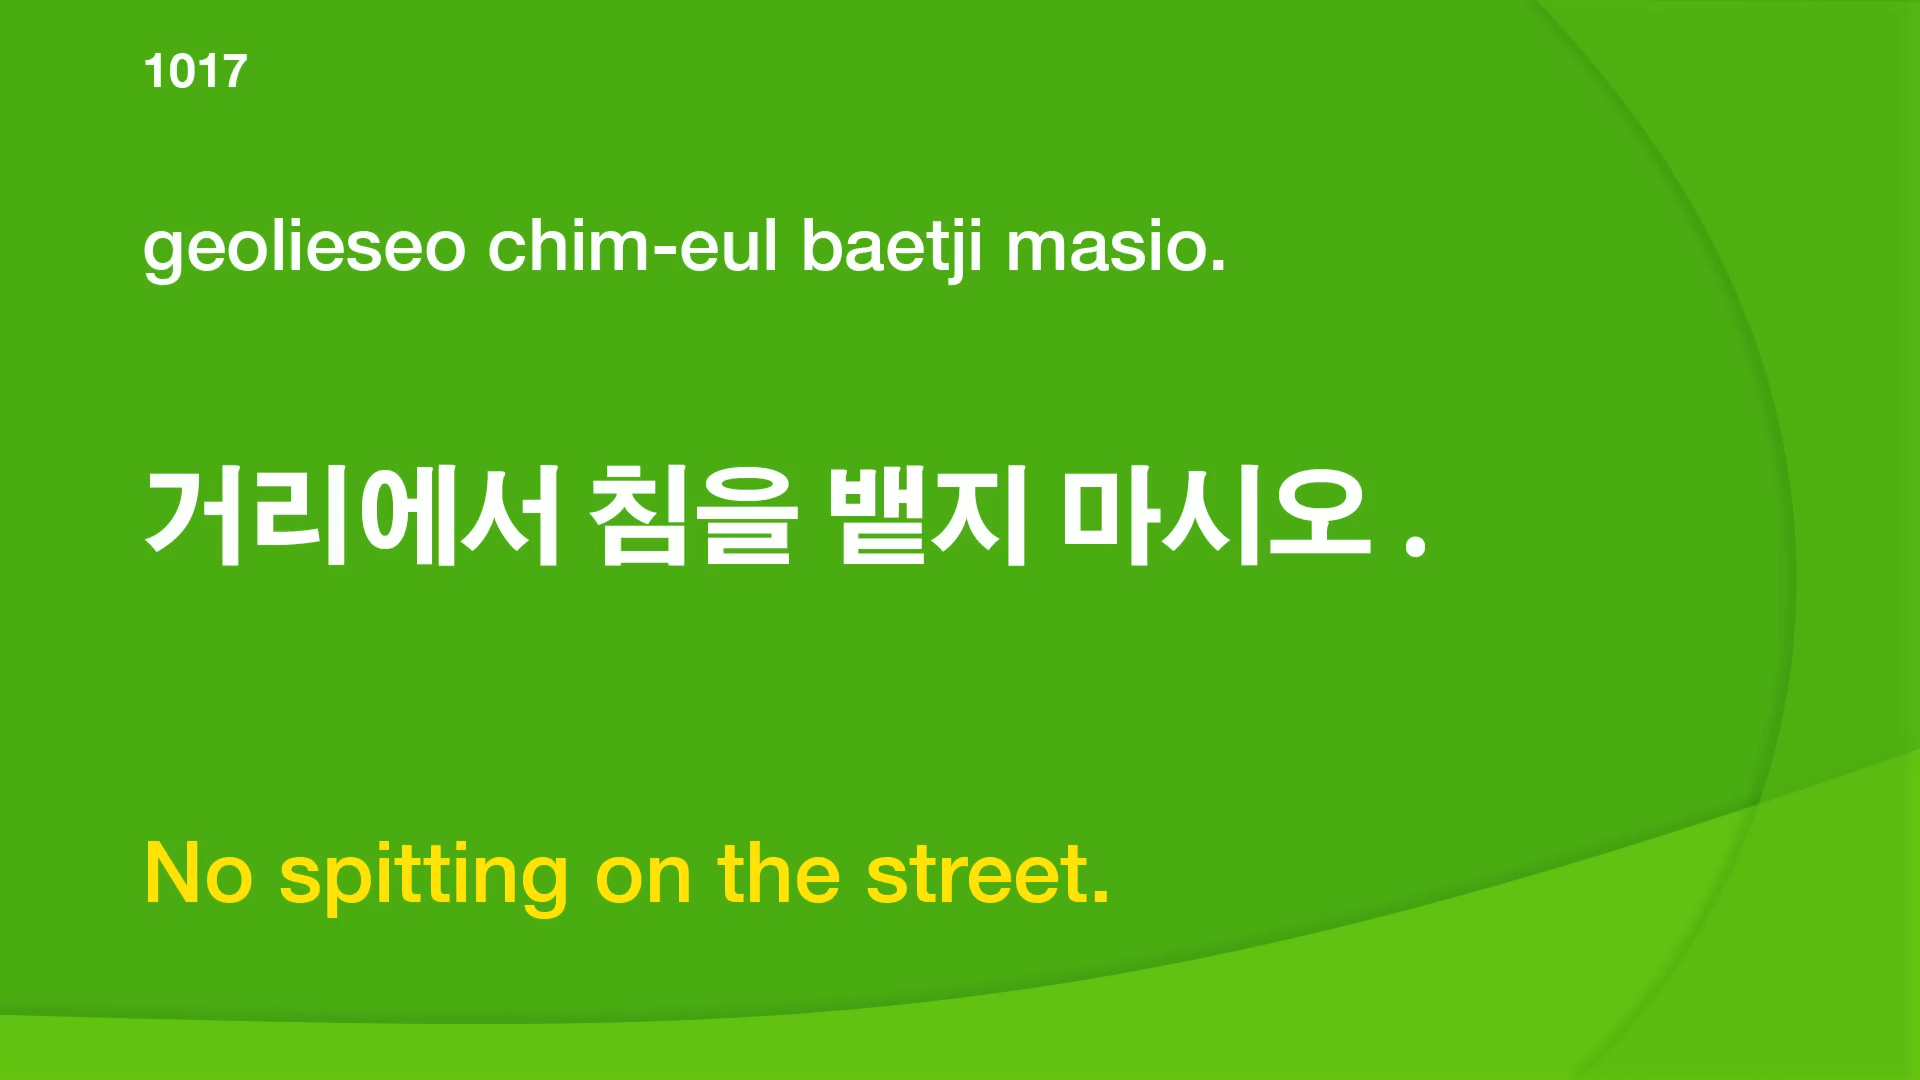 1017
geolieseo chim-eul baetji masio.
거리에서 침을 뱉지 마시오 .
No spitting on the street.